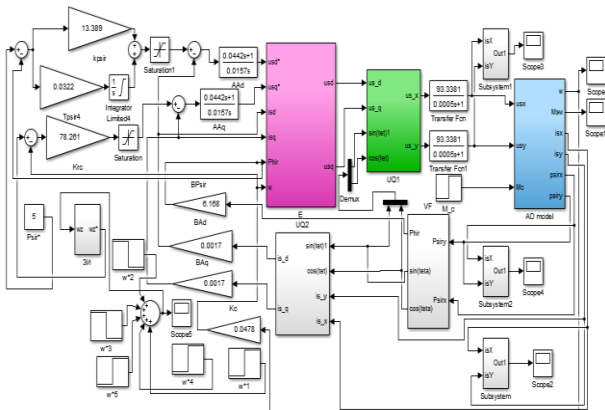 13.389
kpsir
0.0322
1
s
Integrator
Limited4
Tpsir4
Saturation1
78.261
Krc
Saturation
0.0442s+1
0.0157s
AAd
0.0442s+1
0.0157s
AAq
usd*
usq*
isd
isq
Phir
w
usd
usq
E
us_d
us_q
sin(tet)1
cos(tet)
us_x
us_y
UQ1
Demux
93.3381
0.0005s+1
Transfer Fcn
93.3381
0.0005s+1
Transfer Fcn1
isX
isY
Out1
Subsystem1
Scope3
usx
usy
Mc
w
isx
isy
psirx
psiry
AD model
Scope
Scope1
M_c
5
Psir*
wz
wz*
ЗИ
BPsir
6.168
BAd
0.0017
BAq
0.0017
Kc
0.0478
UQ2
is_d
is_q
sin(tet)1
cos(tet)
is_y
is_x
VF
Phir
sin(teta)
cos(teta)
Psiry
Psirx
isX
isY
Out1
Subsystem2
Scope4
isX
isY
Out1
Subsystem
Scope2
w*2
w*3
w*5
w*4
w*1
Scope5